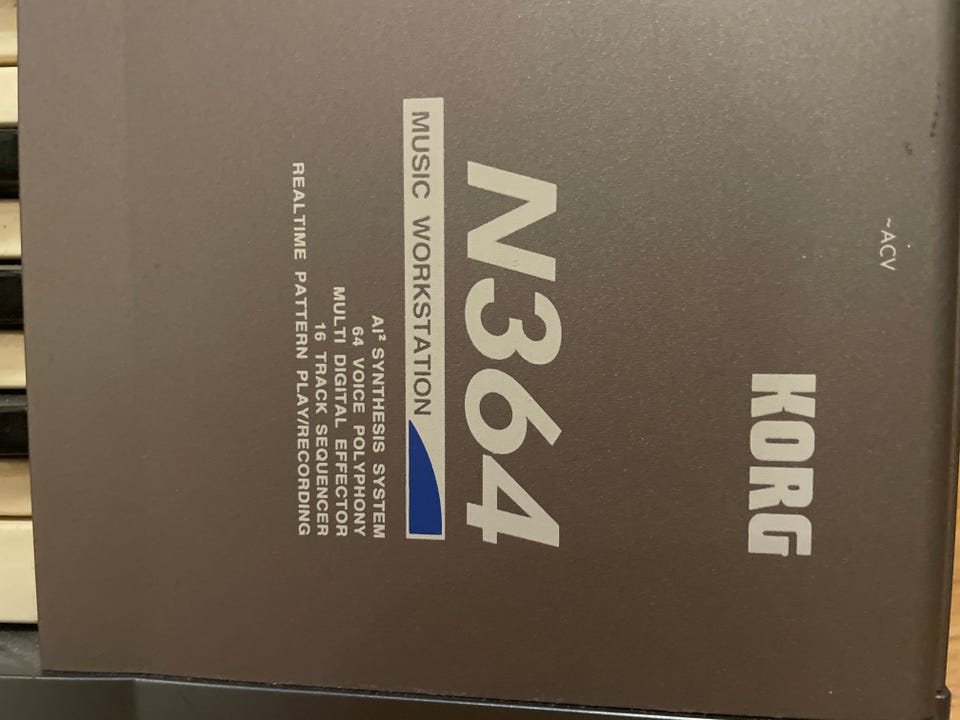 ~ACV
KORG
N364
MUSIC WORKSTATION
AI² SYNTHESIS SYSTEM
64 VOICE POLYPHONY
MULTI DIGITAL EFFECTOR
16 TRACK SEQUENCER
REALTIME PATTERN PLAY/RECORDING